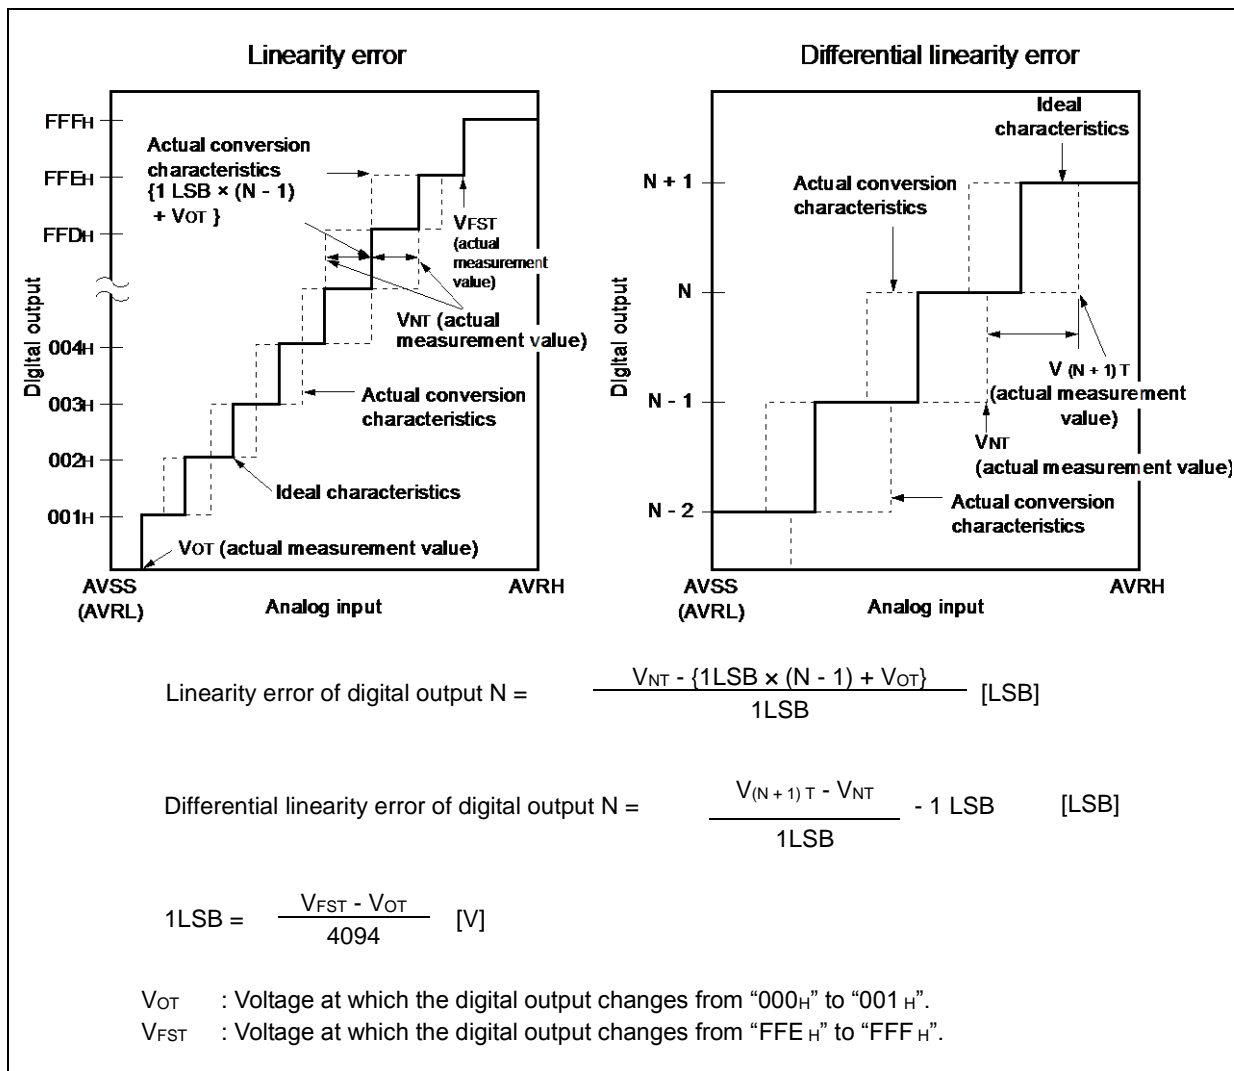 Linearity error
FFFH
FFEH
FFDH
004H
003H
002H
001H
Digital output
Actual conversion
characteristics
{1 LSB × (N - 1)
+ VOT }
VFST
(actual
measurement
value)
VNT (actual
measurement value)
Actual conversion
characteristics
Ideal characteristics
VOT (actual measurement value)
AVSS
(AVRL)
Analog input
AVRH
Differential linearity error
N + 1
N
N - 1
N - 2
Digital output
Ideal
characteristics
Actual conversion
characteristics
V (N + 1) T
(actual measurement
value)
VNT
(actual measurement value)
Actual conversion
characteristics
AVSS
(AVRL)
Analog input
AVRH
Linearity error of digital output N =
VNT - {1LSB × (N - 1) + VOT}
1LSB
[LSB]
Differential linearity error of digital output N =
V(N + 1) T - VNT
1LSB
- 1 LSB
[LSB]
1LSB =
VFST - VOT
4094
[V]
VOT : Voltage at which the digital output changes from “000H” to “001 H”.
VFST : Voltage at which the digital output changes from “FFE H” to “FFF H”.